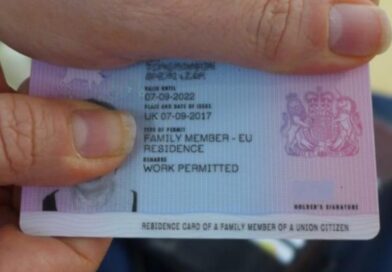 VALID UNTIL
07-09-2022
PLACE AND DATE OF ISSUE
UK 07-09-2017
TYPE OF PERMIT
FAMILY MEMBER - EU
RESIDENCE
REMARKS
WORK PERMITTED
HOLDER'S SIGNATURE
RESIDENCE CARD OF A FAMILY MEMBER OF A UNION CITIZEN